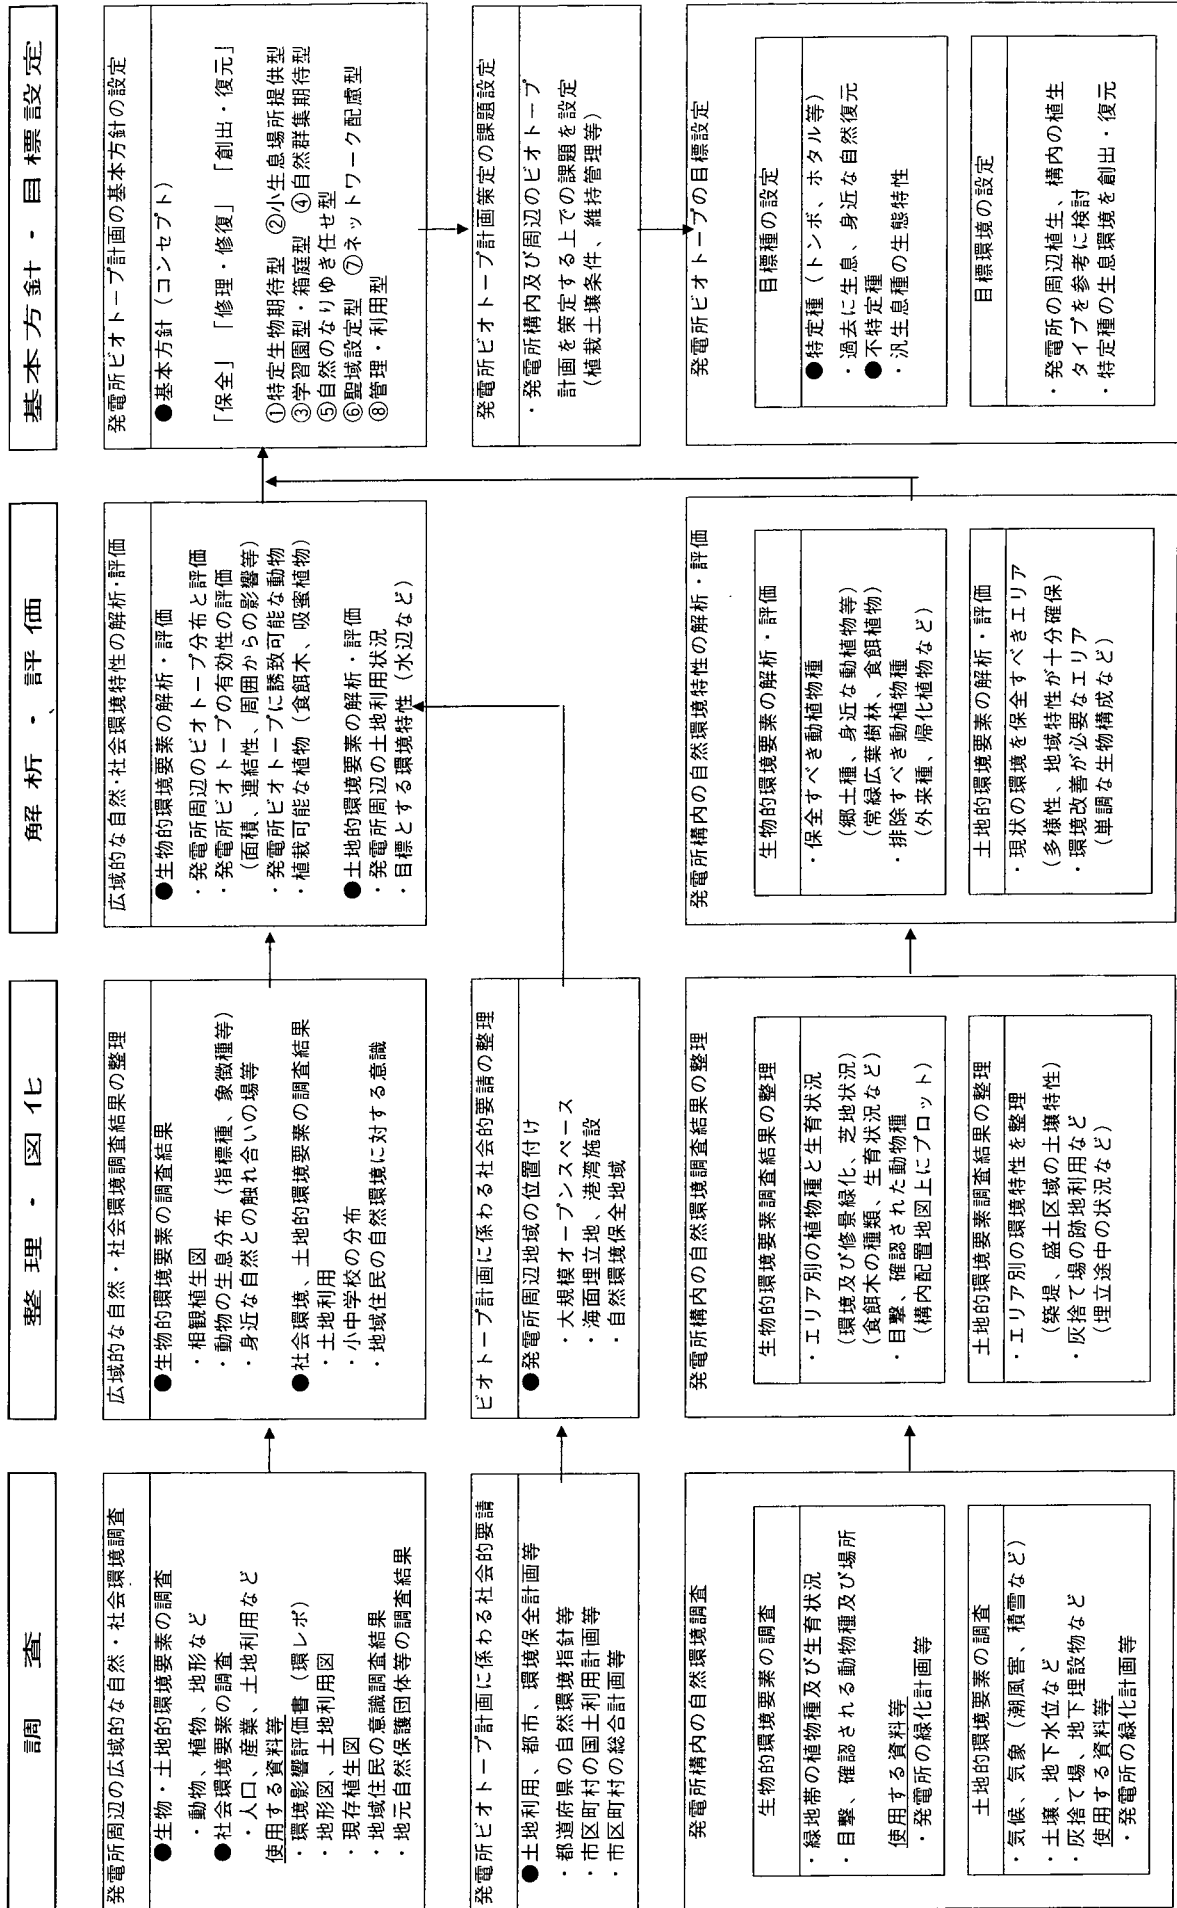 調　査
発電所周辺の広域的な自然・社会環境調査
●生物・土地的環境要素の調査
・動物、植物、地形など
●社会環境要素の調査
・人口、産業、土地利用など
使用する資料等
・環境影響評価書（環レポ）
・地形図、土地利用図
・現存植生図
・地域住民の意識調査結果
・地元自然保護団体等の調査結果
発電所ビオトープ計画に係わる社会的要請
●土地利用、都市、環境保全計画等
・都道府県の自然環境指針等
・市区町村の国土利用計画等
・市区町村の総合計画等
発電所構内の自然環境調査
生物的環境要素の調査
・緑地帯の植物種及び生育状況
・目撃、確認される動物種及び場所
使用する資料等
・発電所の緑化計画等
土地的環境要素の調査
・気候、気象（潮風害、積雪など）
・土壌、地下水位など
・灰捨て場、地下埋設物など
使用する資料等
・発電所の緑化計画等
整　理　・　図　化
広域的な自然・社会環境調査結果の整理
●生物的環境要素の調査結果
・相観植生図
・動物の生息分布（指標種、象徴種等）
・身近な自然との触れ合いの場等
●社会環境、土地的環境要素の調査結果
・土地利用
・小中学校の分布
・地域住民の自然環境に対する意識
ビオトープ計画に係わる社会的要請の整理
●発電所周辺地域の位置付け
・大規模オープンスペース
・海面埋立地、港湾施設
・自然環境保全地域
発電所構内の自然環境調査結果の整理
生物的環境要素調査結果の整理
・エリア別の植物種と生育状況
（環境及び修景緑化、芝地状況）
（食餌木の種類、生育状況など）
・目撃、確認された動物種
（構内配置地図上にプロット）
土地的環境要素調査結果の整理
・エリア別の環境特性を整理
（築堤、盛土区域の土壌特性）
・灰捨て場の跡地利用など
（埋立途中の状況など）
解　析　・　評　価
広域的な自然・社会環境特性の解析・評価
●生物的環境要素の解析・評価
・発電所周辺のビオトープ分布と評価
・発電所ビオトープの有効性の評価
（面積、連結性、周囲からの影響等）
・発電所ビオトープに誘致可能な動物
・植栽可能な植物（食餌木、吸蜜植物）
●土地的環境要素の解析・評価
・発電所周辺の土地利用状況
・目標とする環境特性（水辺など）
発電所構内の自然環境特性の解析・評価
生物的環境要素の解析・評価
・保全すべき動植物種
（郷土種、身近な動植物等）
（常緑広葉樹林、食餌植物）
・排除すべき動植物種
（外来種、帰化植物など）
土地的環境要素の解析・評価
・現状の環境を保全すべきエリア
（多様性、地域特性が十分確保）
・環境改善が必要なエリア
（単調な生物構成など）
基本方針・目標設定
発電所ビオトープ計画の基本方針の設定
●基本方針（コンセプト）
「保全」「修理・修復」「創出・復元」
①特定生物期待型　②小生息場所提供型
③学習園型・箱庭型　④自然群集期待型
⑤自然のなりゆき任せ型
⑥聖域設定型　⑦ネットワーク配慮型
⑧管理・利用型
発電所ビオトープ計画策定の課題設定
・発電所構内及び周辺のビオトープ
計画を策定する上での課題を設定
（植栽土壌条件、維持管理等）
発電所ビオトープの目標設定
目標種の設定
●特定種（トンボ、ホタル等）
・過去に生息、身近な自然復元
●不特定種
・汎生息種の生態特性
目標環境の設定
・発電所の周辺植生、構内の植生
タイプを参考に検討
・特定種の生息環境を創出・復元